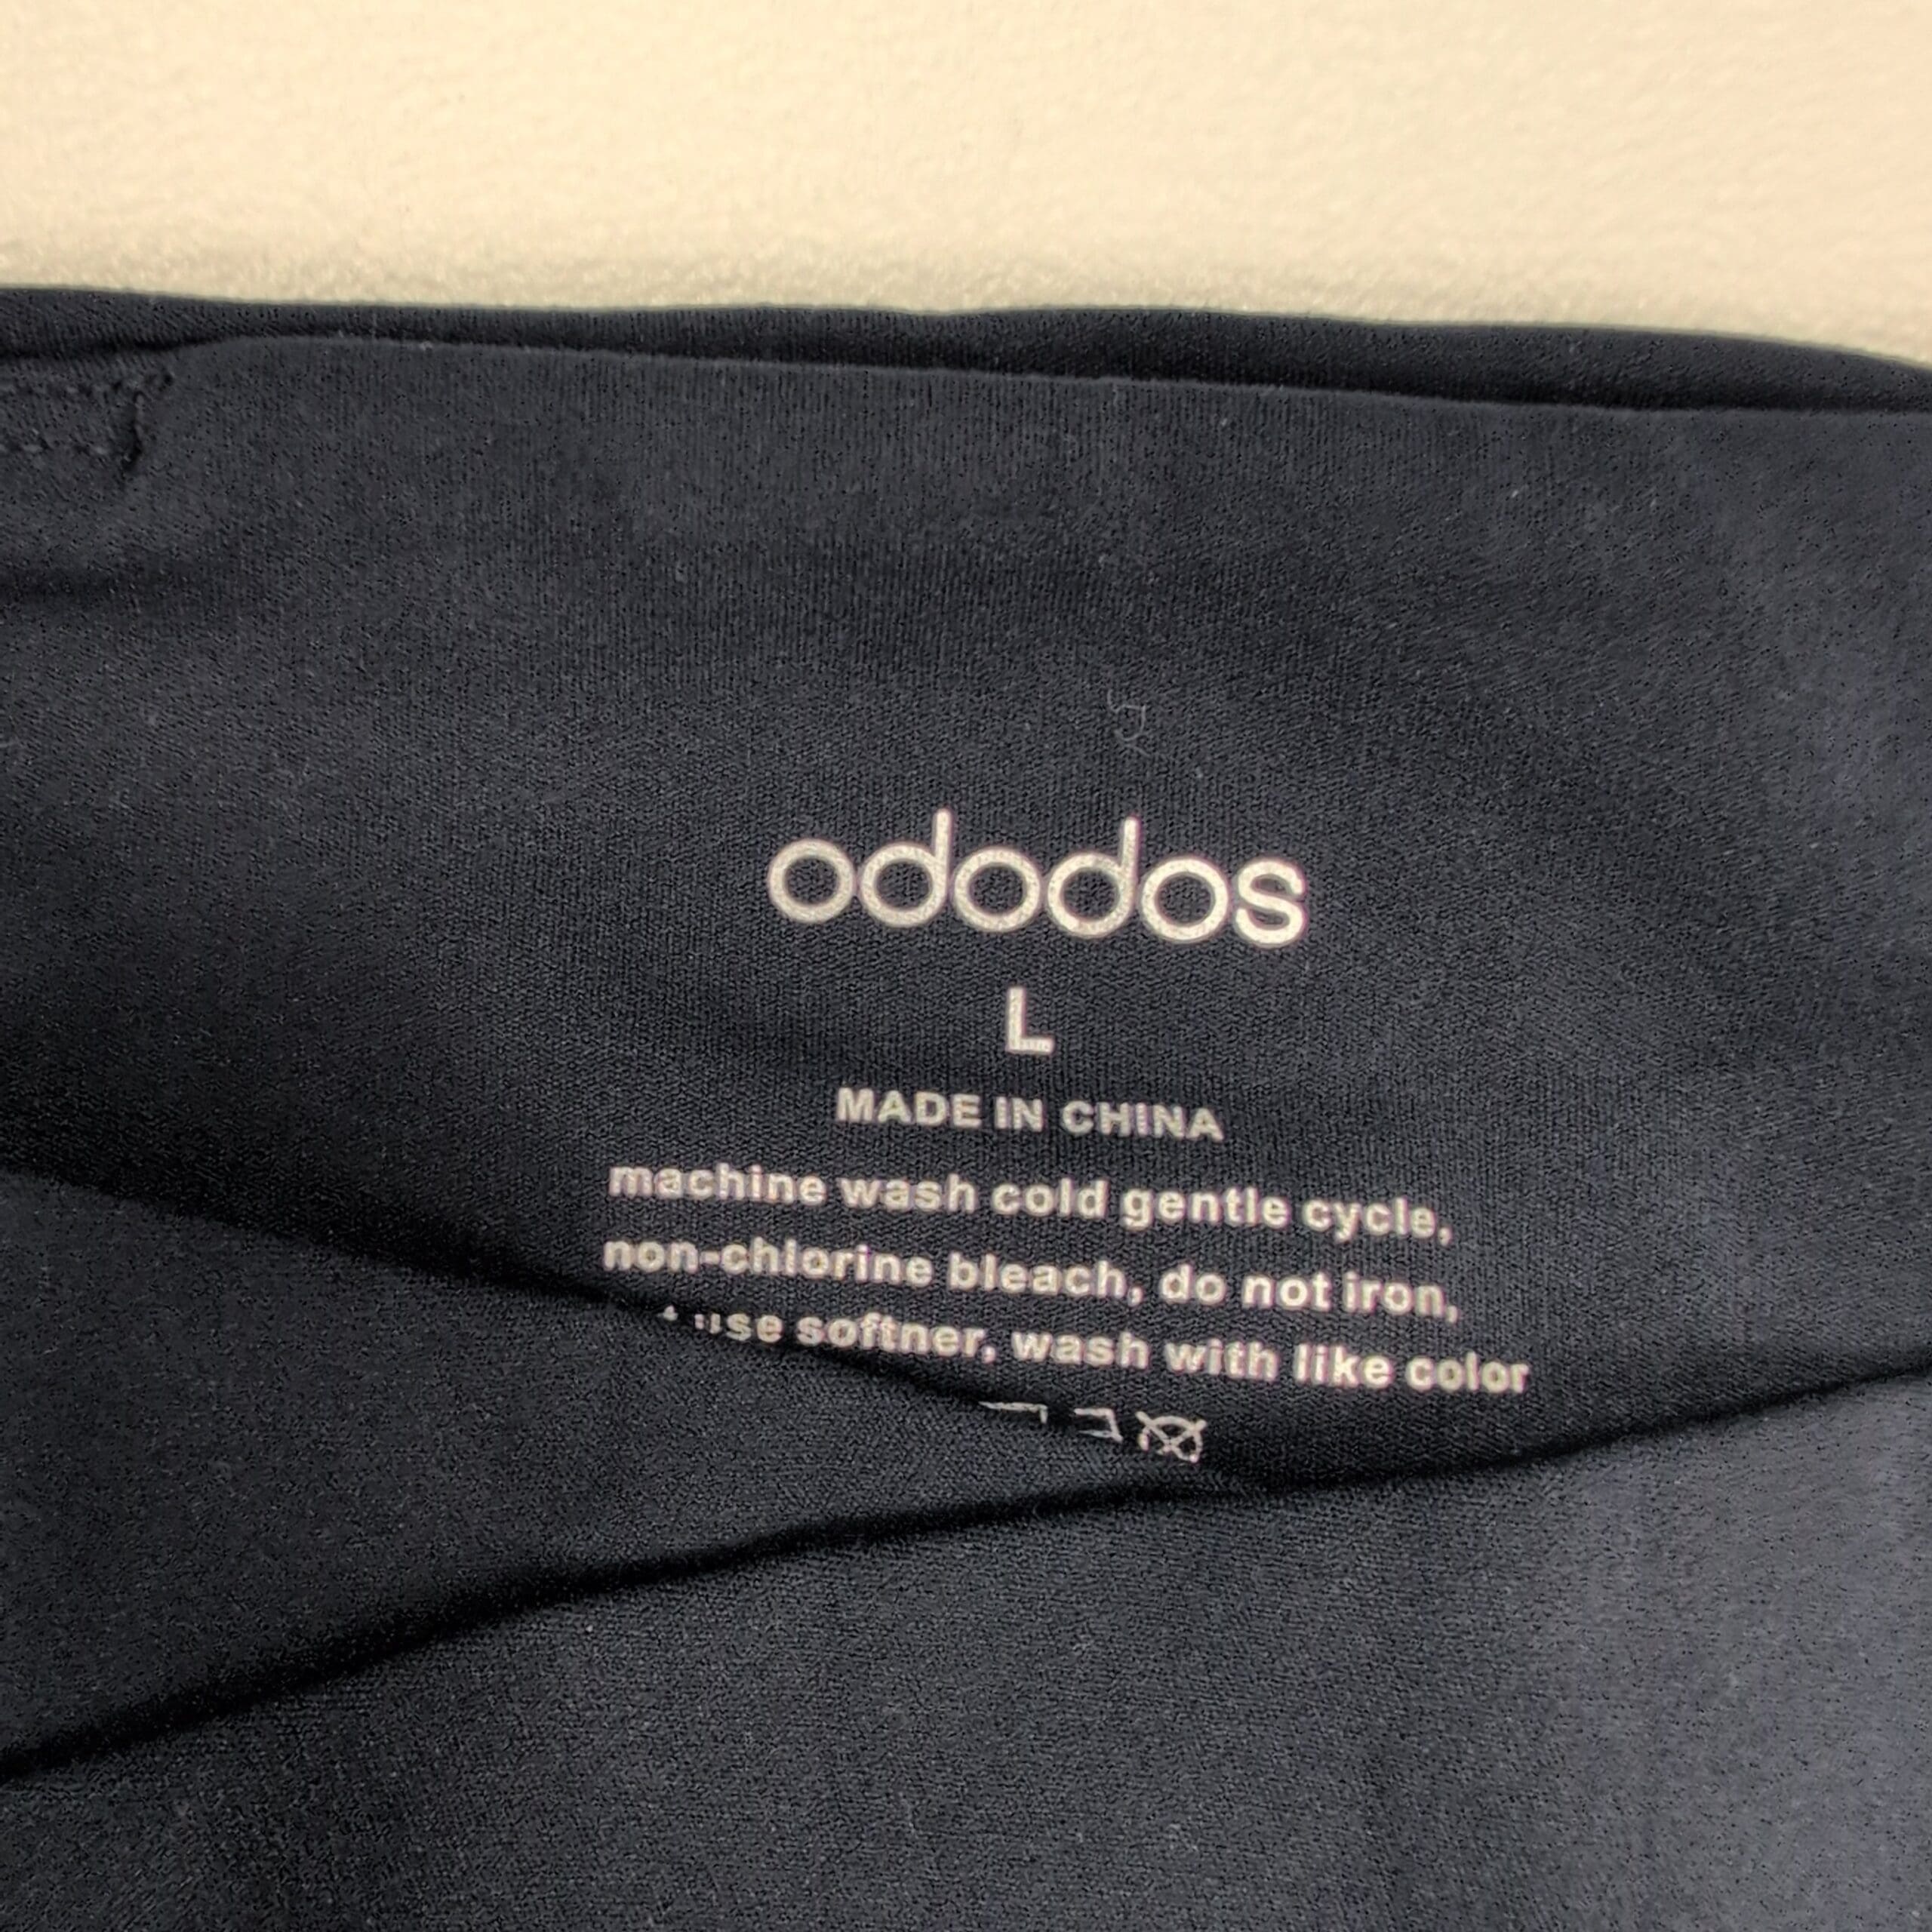 ododos
L
MADE IN CHINA
machine wash cold gentle cycle,
non-chlorine bleach, do not iron,
use softner, wash with like color